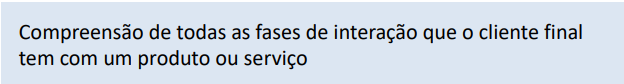 Compreensão de todas as fases de interação que o cliente final
tem com um produto ou serviço